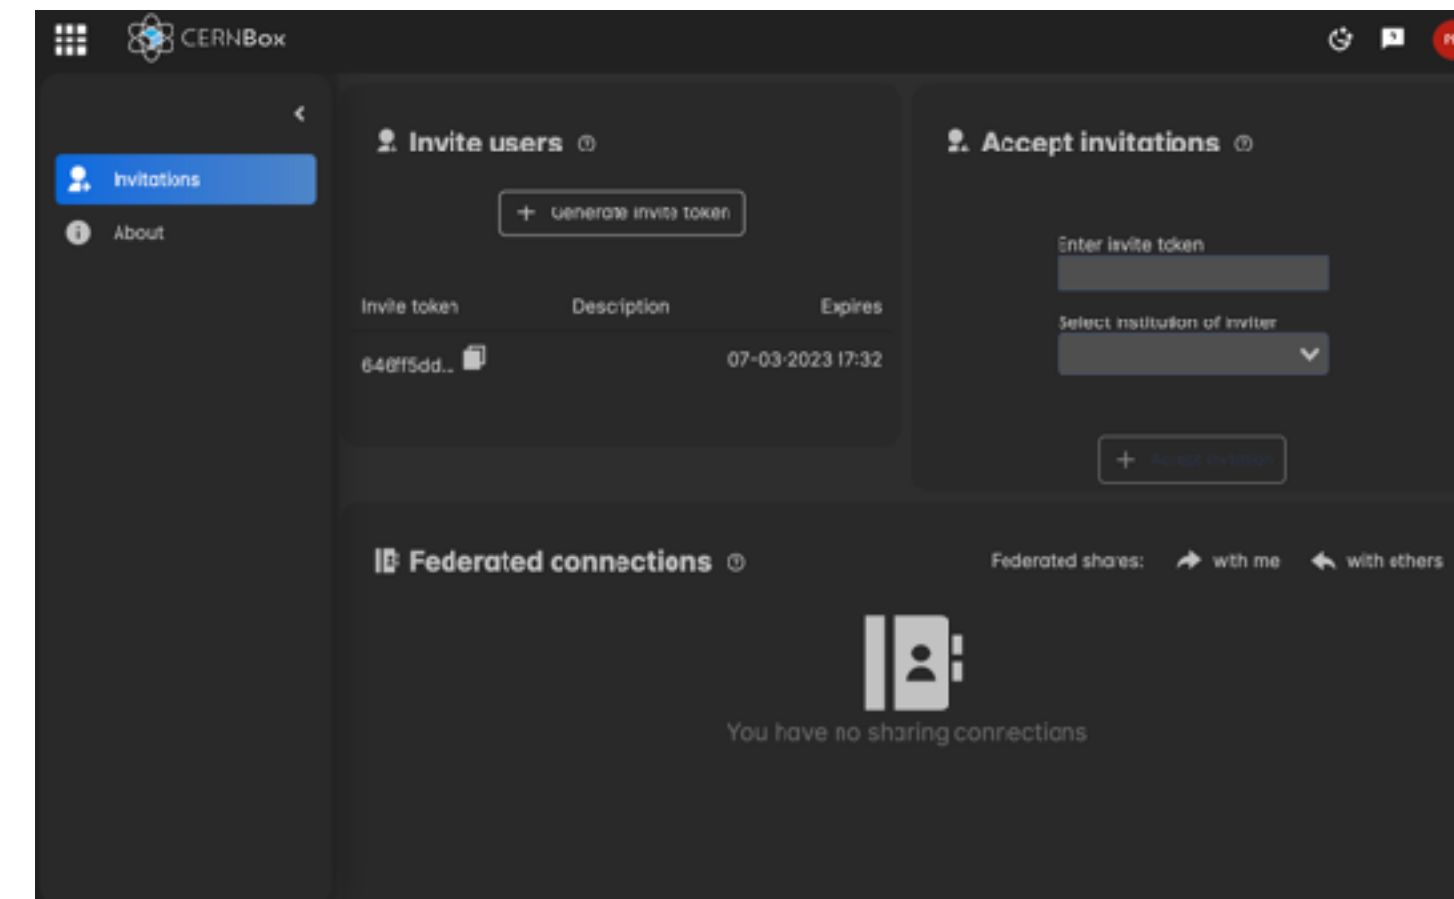 CERNBox
Invitations
About
Invite users
+ Generate invite token
Invite token Description Expires
07-03-2023 17:32
Accept invitations
Enter invite token
Select institution of inviter
+ Accept invitation
Federated connections
Federated shares: with me with others
You have no sharing connections